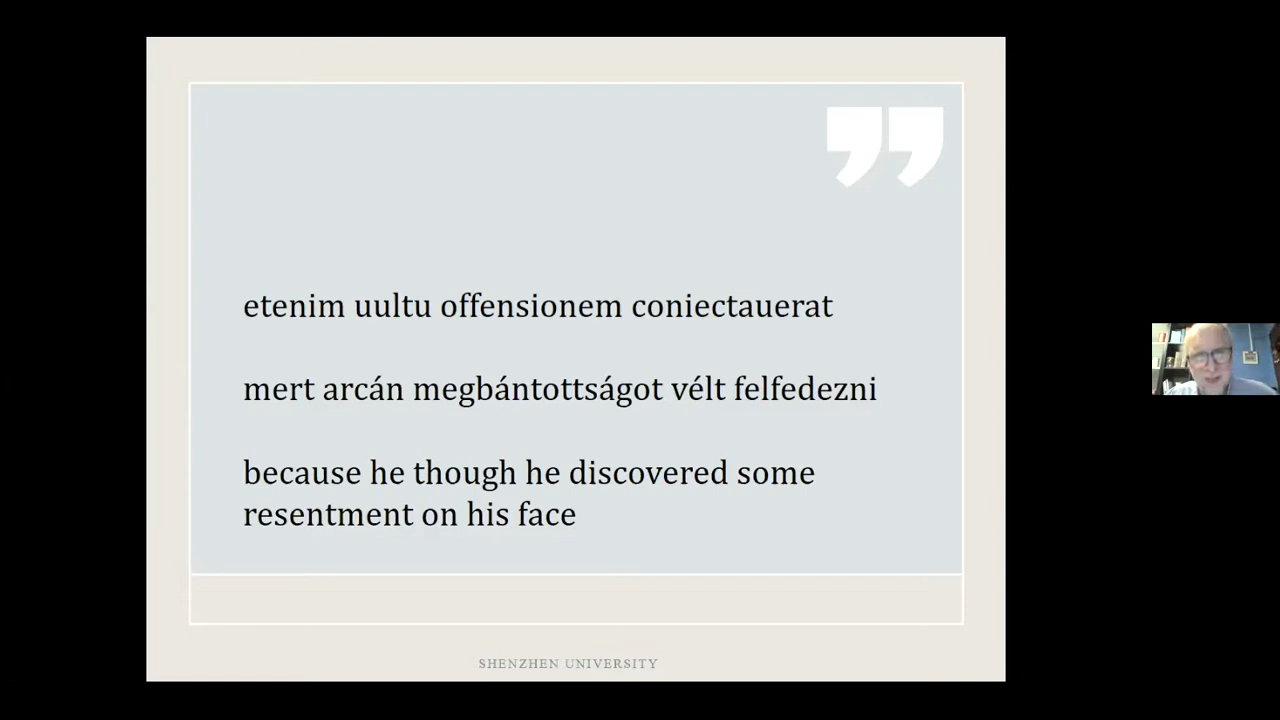 etenim uultu offensionem coniectauerat
mert arcán megbántottságot vélt felfedezni
because he though he discovered some
resentment on his face
SHENZHEN UNIVERSITY